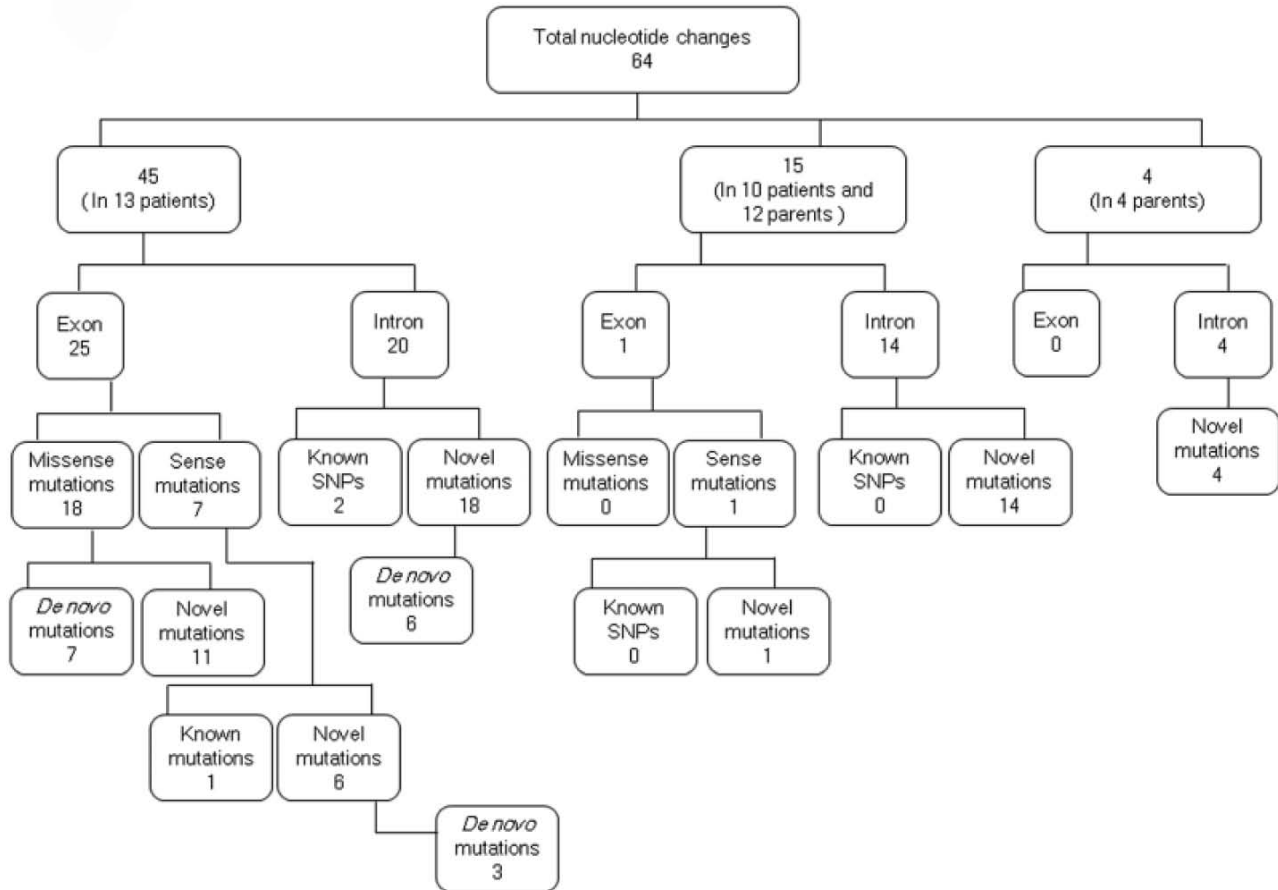 Total nucleotide changes
64
45
( In 13 patients)
15
(In 10 patients and
12 parents )
4
(In 4 parents)
Exon
25
Intron
20
Exon
1
Intron
14
Exon
0
Intron
4
Missense
mutations
18
Sense
mutations
7
Known
SNPs
2
Novel
mutations
18
Missense
mutations
0
Sense
mutations
1
Known
SNPs
0
Novel
mutations
14
Novel
mutations
4
De novo
mutations
7
Novel
mutations
11
De novo
mutations
6
Known
SNPs
0
Novel
mutations
1
Known
mutations
1
Novel
mutations
6
De novo
mutations
3